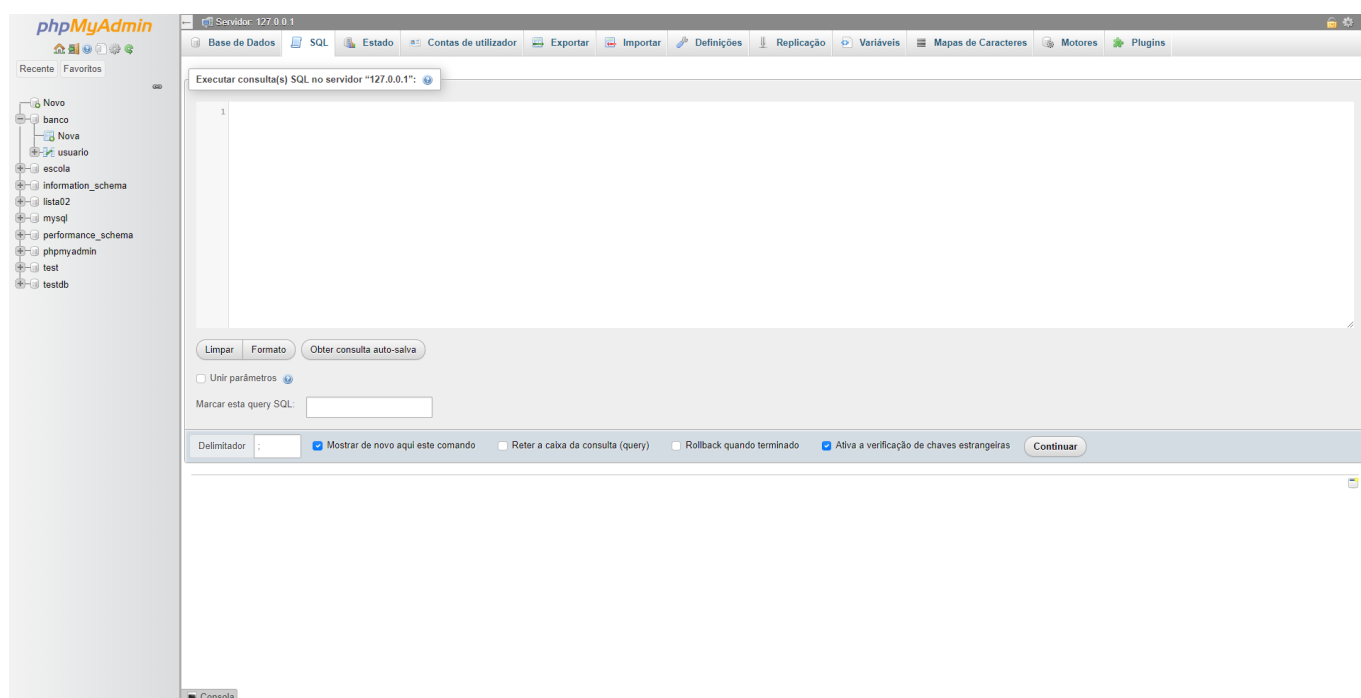 phpMyAdmin
Recente Favoritos
Novo
banco
Nova
usuario
escola
information_schema
lista02
mysql
performance_schema
phpmyadmin
test
testdb
Servidor: 127.0.0.1
Base de Dados SQL Estado Contas de utilizador Exportar Importar Definições Replicação Variáveis Mapas de Caracteres Motores Plugins
Executar consulta(s) SQL no servidor “127.0.0.1”:
1
Limpar Formato Obter consulta auto-salva
Unir parâmetros
Marcar esta query SQL:
Delimitador ; Mostrar de novo aqui este comando Reter a caixa da consulta (query) Rollback quando terminado Ativa a verificação de chaves estrangeiras Continuar
Consola